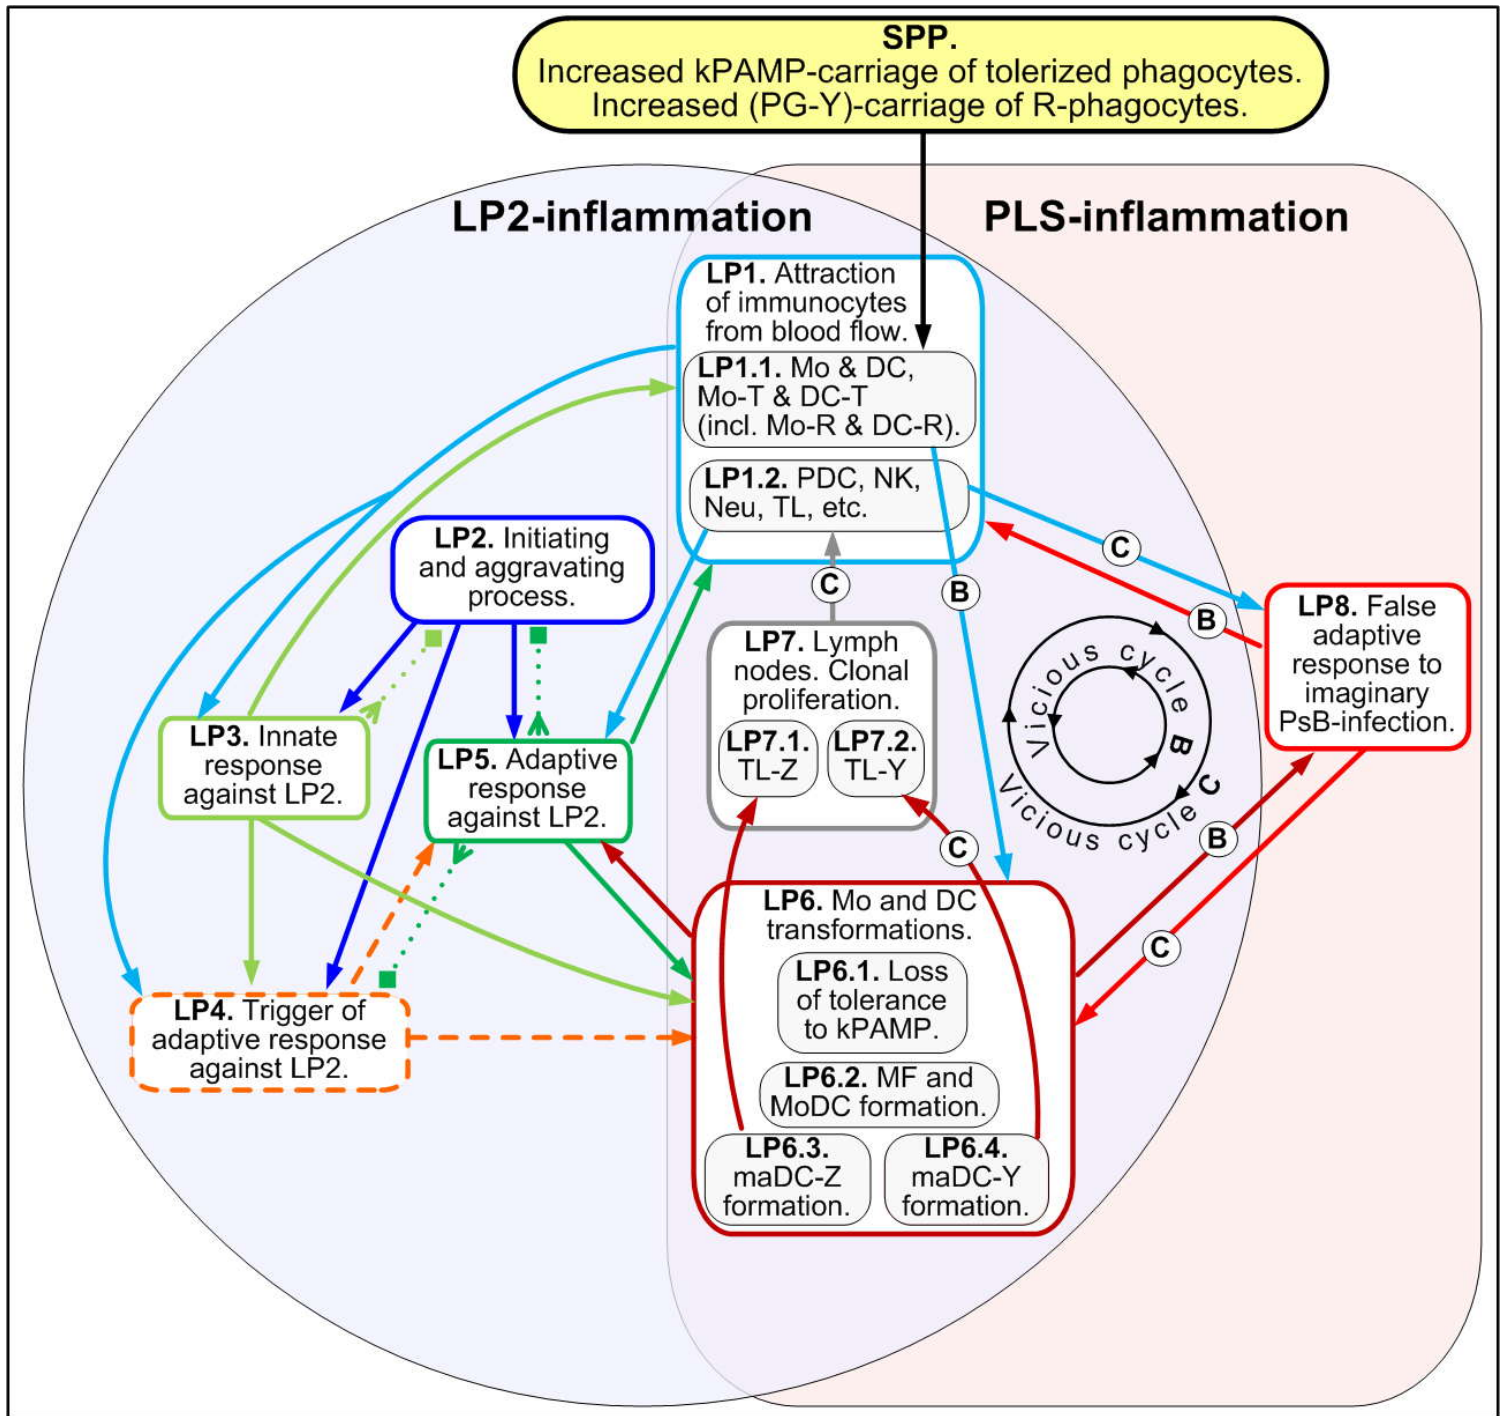 SPP.
Increased kPAMP-carriage of tolerized phagocytes.
Increased (PG-Y)-carriage of R-phagocytes.
LP2-inflammation
PLS-inflammation
LP1. Attraction
of immunocytes
from blood flow.
LP1.1. Mo & DC,
Mo-T & DC-T
(incl. Mo-R & DC-R).
LP1.2. PDC, NK,
Neu, TL, etc.
LP2. Initiating
and aggravating
process.
C
B
C
B
LP8. False
adaptive
response to
imaginary
PsB-infection.
LP7. Lymph
nodes. Clonal
proliferation.
LP7.1.
TL-Z
LP7.2.
TL-Y
Vicious cycle B
Vicious cycle C
LP3. Innate
response
against LP2.
LP5. Adaptive
response
against LP2.
C
B
C
LP6. Mo and DC
transformations.
LP6.1. Loss
of tolerance
to kPAMP.
LP6.2. MF and
MoDC formation.
LP6.3.
maDC-Z
formation.
LP6.4.
maDC-Y
formation.
LP4. Trigger of
adaptive response
against LP2.